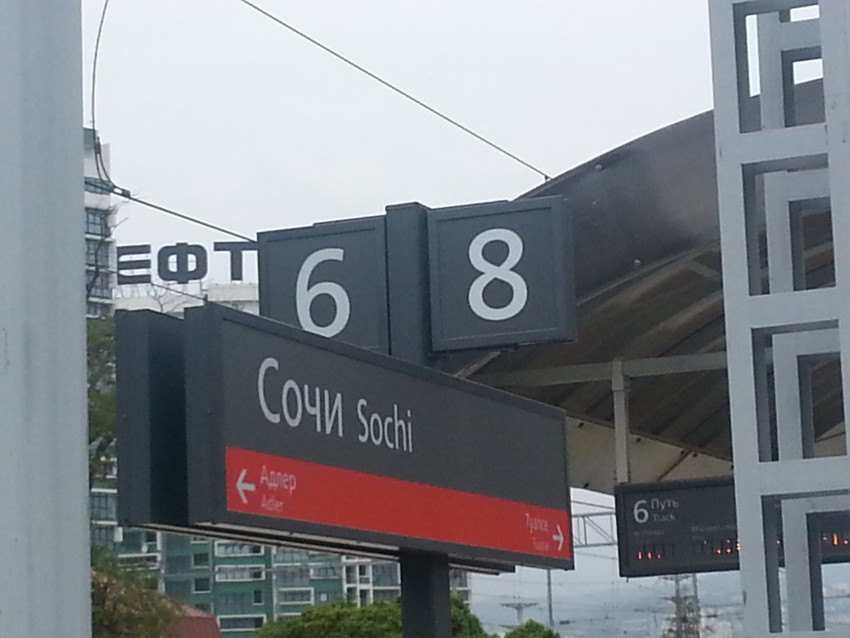 ЕФТ
6 8
Сочи Sochi
← Адлер
Adler
Туапсе →
Tuapse
6 Путь
Track